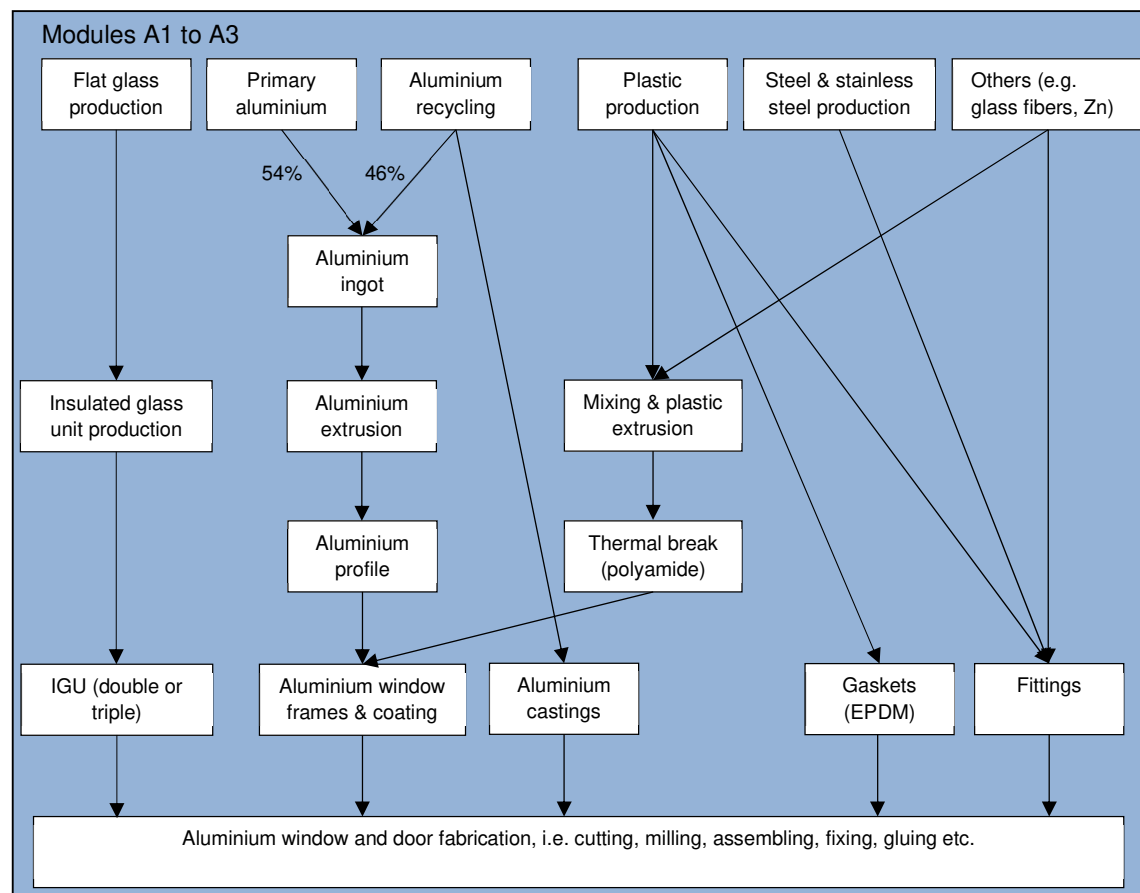 Modules A1 to A3
Flat glass
production
Primary
aluminium
Aluminium
recycling
Plastic
production
Steel & stainless
steel production
Others (e.g.
glass fibers, Zn)
54%
46%
Aluminium
ingot
Insulated glass
unit production
Aluminium
extrusion
Mixing & plastic
extrusion
Aluminium
profile
Thermal break
(polyamide)
IGU (double or
triple)
Aluminium window
frames & coating
Aluminium
castings
Gaskets
(EPDM)
Fittings
Aluminium window and door fabrication, i.e. cutting, milling, assembling, fixing, gluing etc.